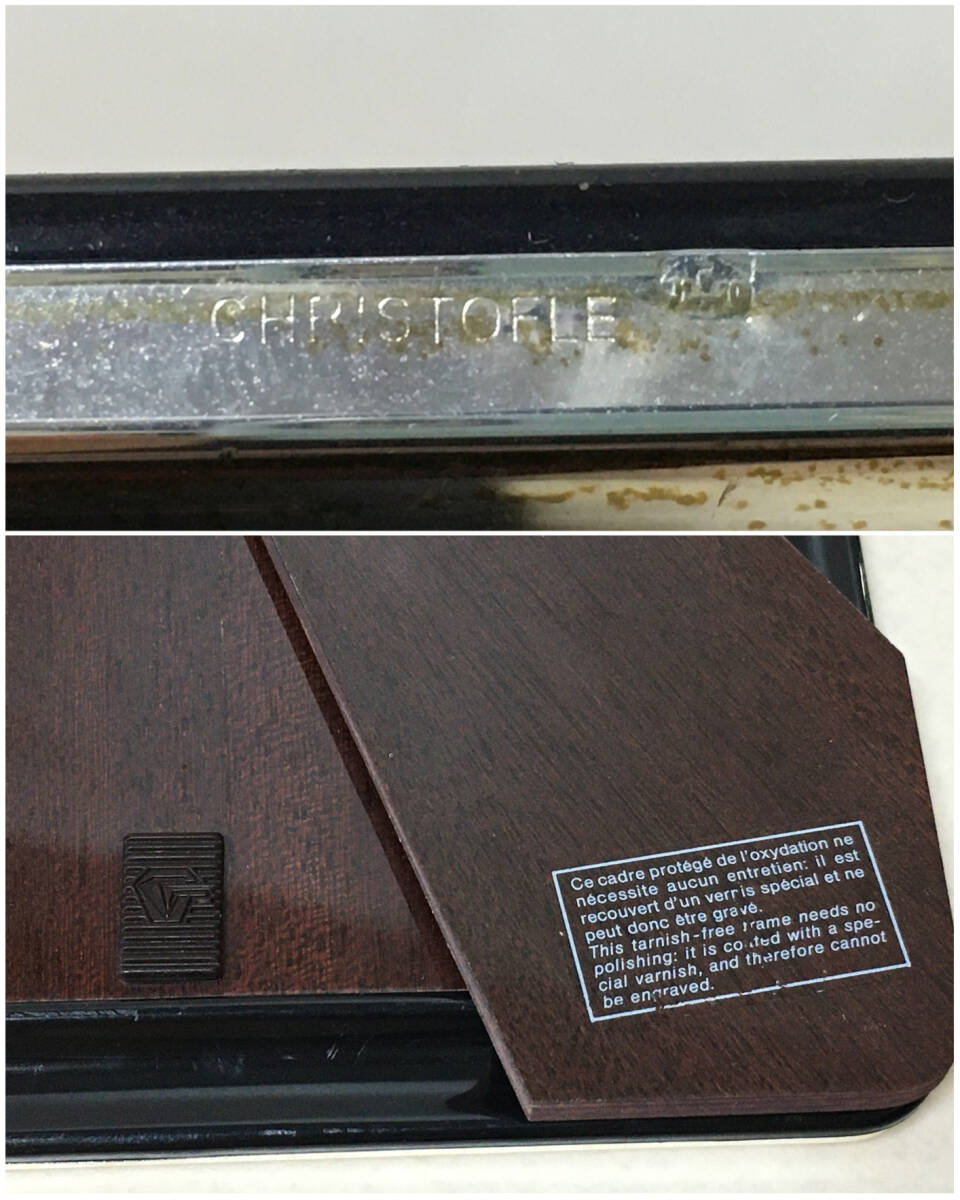 CHRISTOFLE
Ce cadre protégé de l'oxydation ne
nécessite aucun entretien: il est
recouvert d'un vernis spécial et ne
peut donc être gravé.
This tarnish-free frame needs no
polishing: it is coated with a spe-
cial varnish, and therefore cannot
be engraved.